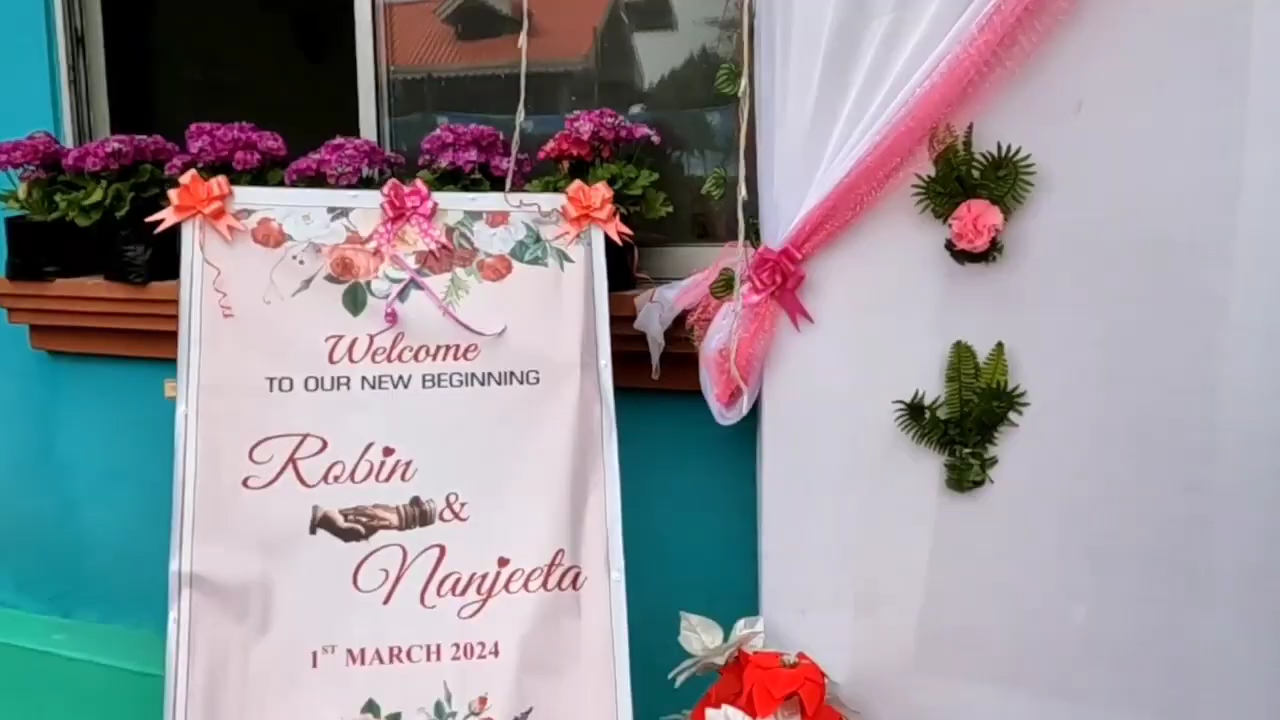 Welcome
TO OUR NEW BEGINNING
Robin
&
Nanjeeta
1ST MARCH 2024